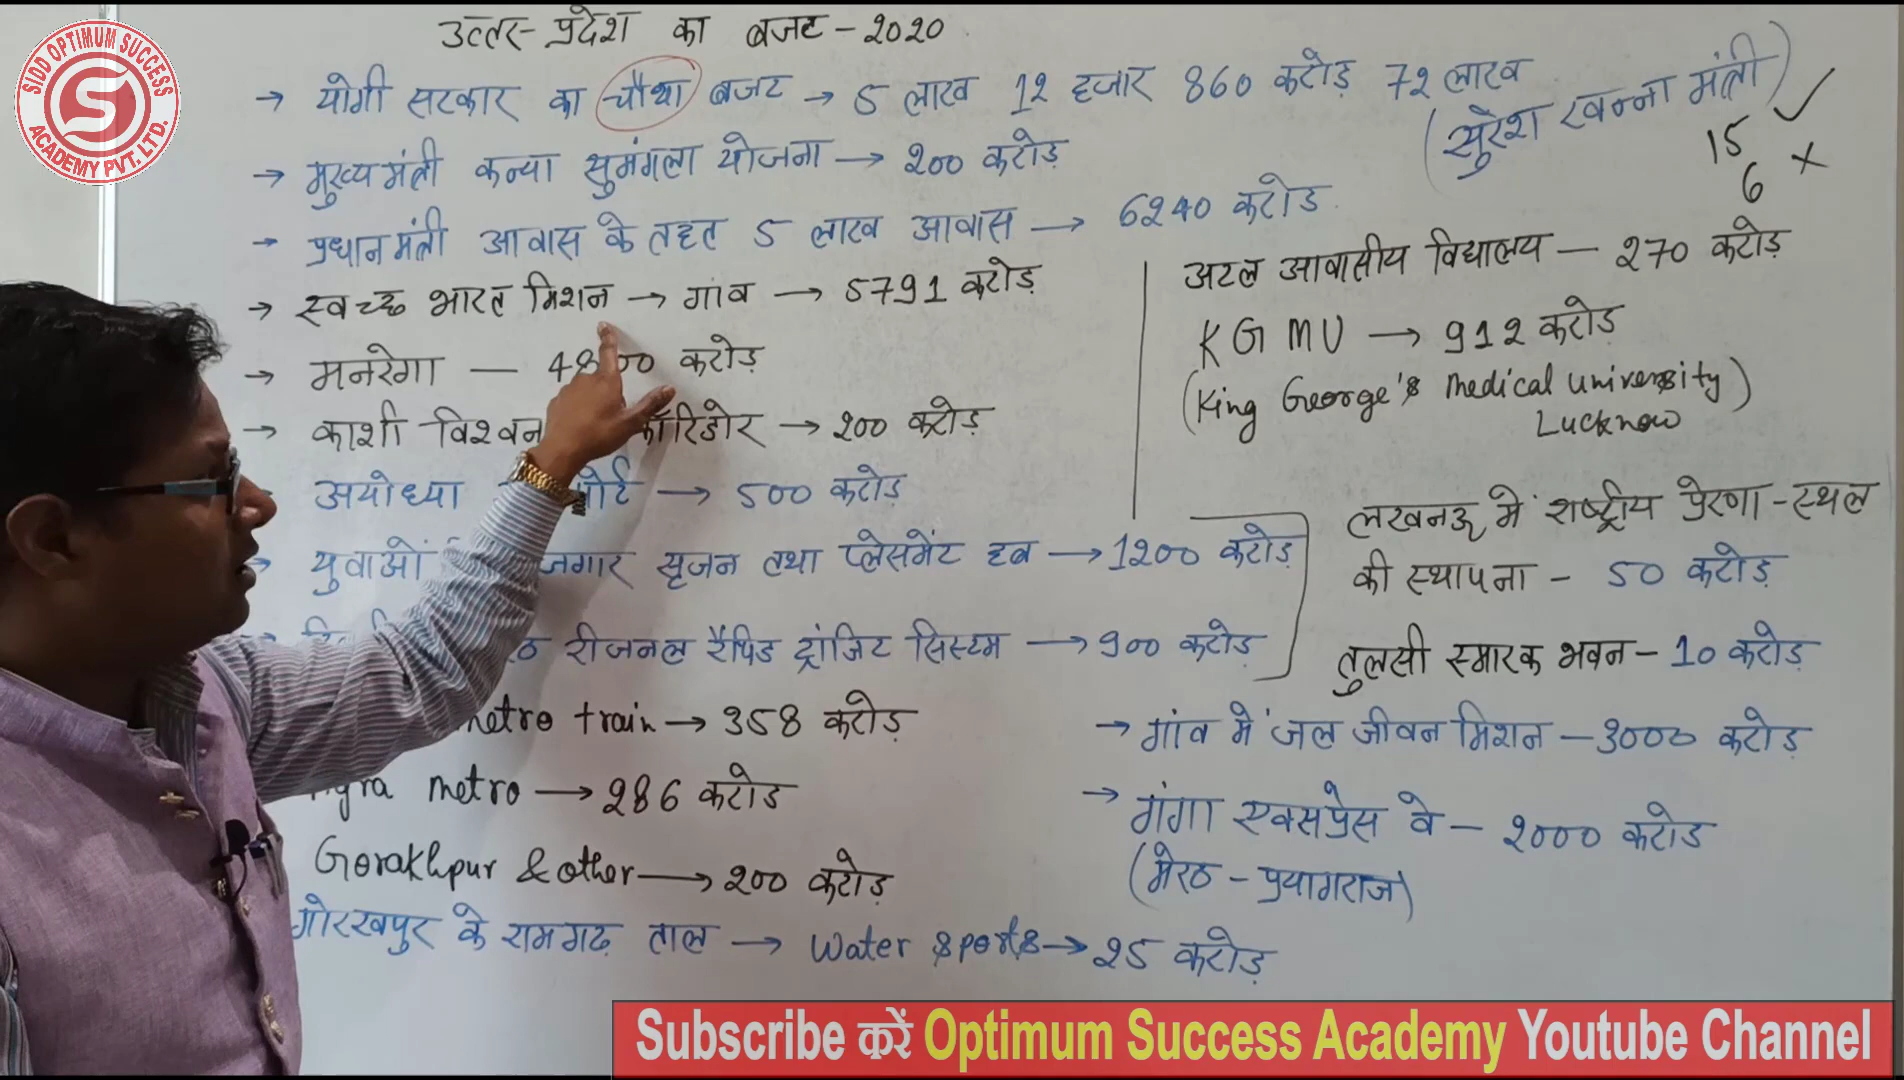 SIDD OPTIMUM SUCCESS
ACADEMY PVT. LTD.
उत्तर-प्रदेश का बजट - 2020
→ योगी सरकार का चौथा बजट → 5 लाख 12 हजार 860 करोड़ 72 लाख
(सुरेश खन्ना मंत्री)
15 ✓
6 ×
→ मुख्यमंत्री कन्या सुमंगला योजना → 200 करोड़
→ प्रधानमंत्री आवास के तहत 5 लाख आवास → 6240 करोड़
→ स्वच्छ भारत मिशन → गांव → 5791 करोड़
→ मनरेगा — करोड़
→ काशी कॉरिडोर → 200 करोड़
अयोध्या → 500 करोड़
→ युवाओं सृजन तथा प्लेसमेंट हब → 1200 करोड़
रीजनल रैपिड ट्रांजिट सिस्टम → 900 करोड़
metro train → 358 करोड़
Agra metro → 286 करोड़
Gorakhpur & other → 200 करोड़
गोरखपुर के रामगढ़ ताल → Water sports → 25 करोड़
अटल आवासीय विद्यालय — 270 करोड़
KGMU → 912 करोड़
(King George's Medical University)
Lucknow
लखनऊ में राष्ट्रीय प्रेरणा-स्थल
की स्थापना - 50 करोड़
तुलसी स्मारक भवन - 10 करोड़
→ गांव में जल जीवन मिशन - 3000 करोड़
→ गंगा एक्सप्रेस वे - 2000 करोड़
(मेरठ - प्रयागराज)
Subscribe करें Optimum Success Academy Youtube Channel